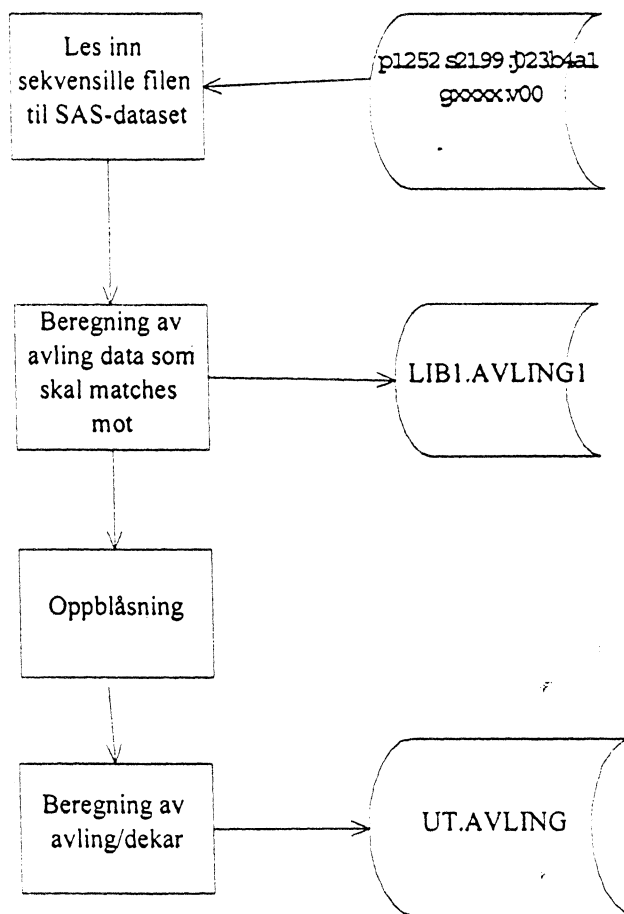 Les inn
sekvensille filen
til SAS-dataset
p1252.s2199.j023b4a1
gxxxx.v00
Beregning av
avling data som
skal matches
mot
LIB1.AVLING1
Oppblåsning
Beregning av
avling/dekar
UT.AVLING